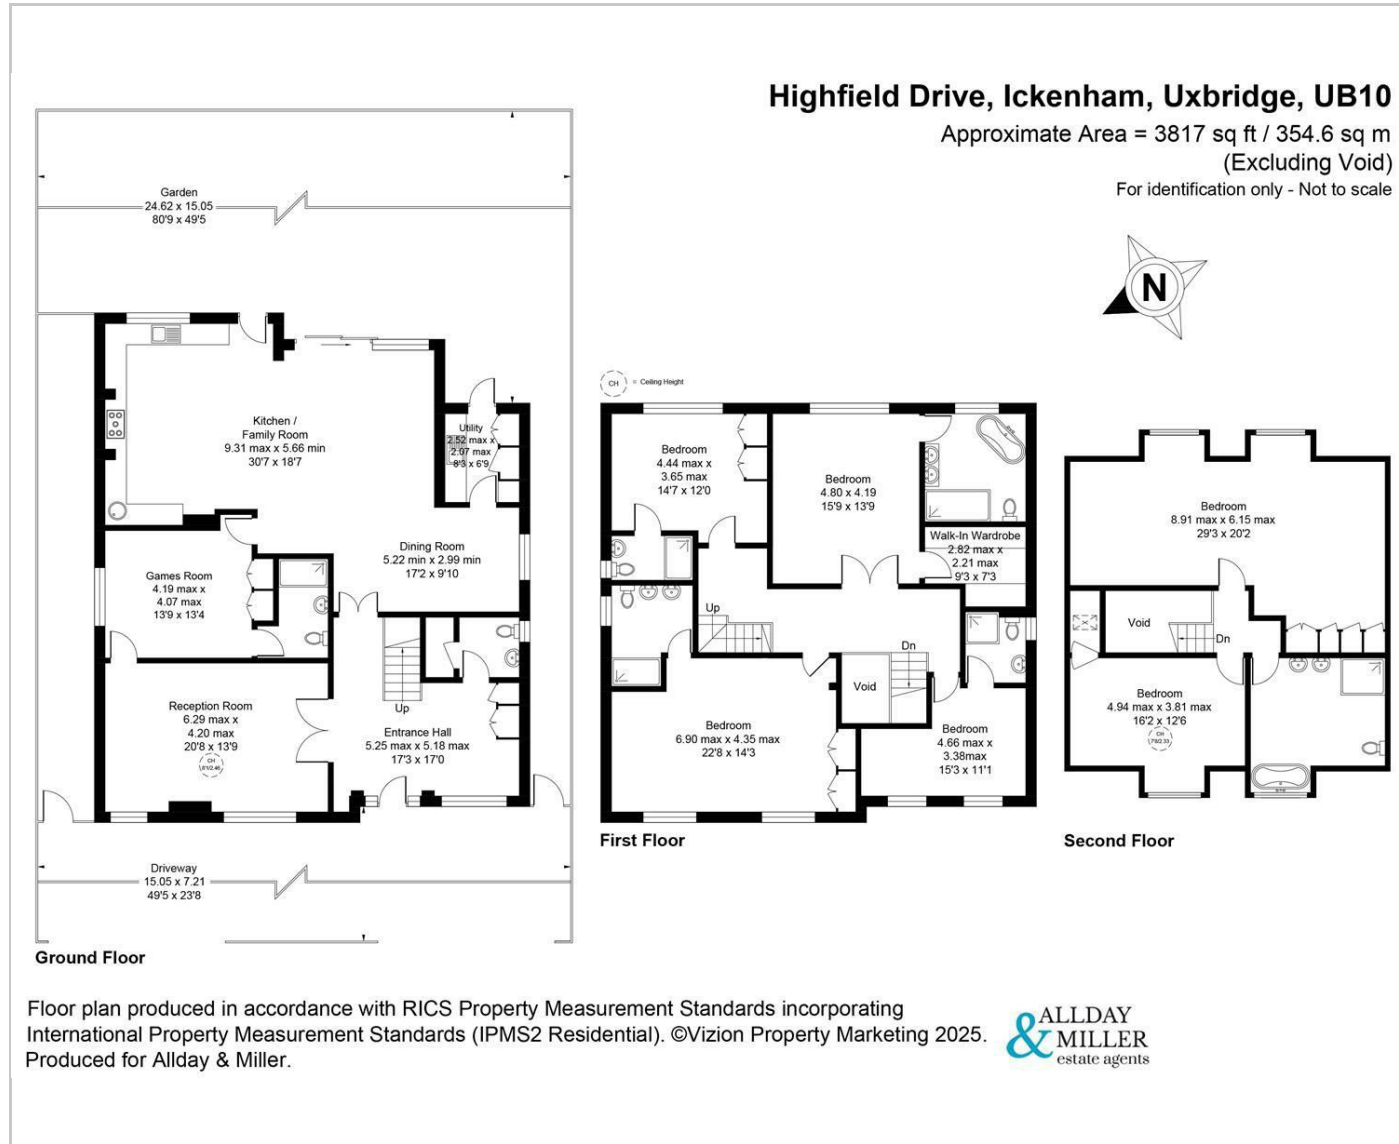 Highfield Drive, Ickenham, Uxbridge, UB10
Approximate Area = 3817 sq ft / 354.6 sq m
(Excluding Void)
For identification only - Not to scale
N
Garden
24.62 x 15.05
80'9 x 49'5
Kitchen /
Family Room
9.31 max x 5.66 min
30'7 x 18'7
Utility
2.52 max x
2.07 max
8'3 x 6'9
Dining Room
5.22 min x 2.99 min
17'2 x 9'10
Games Room
4.19 max x
4.07 max
13'9 x 13'4
Reception Room
6.29 max x
4.20 max
20'8 x 13'9
CH
8'1/2.46
Up
Entrance Hall
5.25 max x 5.18 max
17'3 x 17'0
Driveway
15.05 x 7.21
49'5 x 23'8
Ground Floor
CH = Ceiling Height
Bedroom
4.44 max x
3.65 max
14'7 x 12'0
Bedroom
4.80 x 4.19
15'9 x 13'9
Walk-In Wardrobe
2.82 max x
2.21 max
9'3 x 7'3
Up
Dn
Void
Bedroom
6.90 max x 4.35 max
22'8 x 14'3
Bedroom
4.66 max x
3.38max
15'3 x 11'1
First Floor
Bedroom
8.91 max x 6.15 max
29'3 x 20'2
Void
Dn
Bedroom
4.94 max x 3.81 max
16'2 x 12'6
CH
7'8/2.33
Second Floor
Floor plan produced in accordance with RICS Property Measurement Standards incorporating
International Property Measurement Standards (IPMS2 Residential). ©Vizion Property Marketing 2025.
Produced for Allday & Miller.
ALLDAY
& MILLER
estate agents